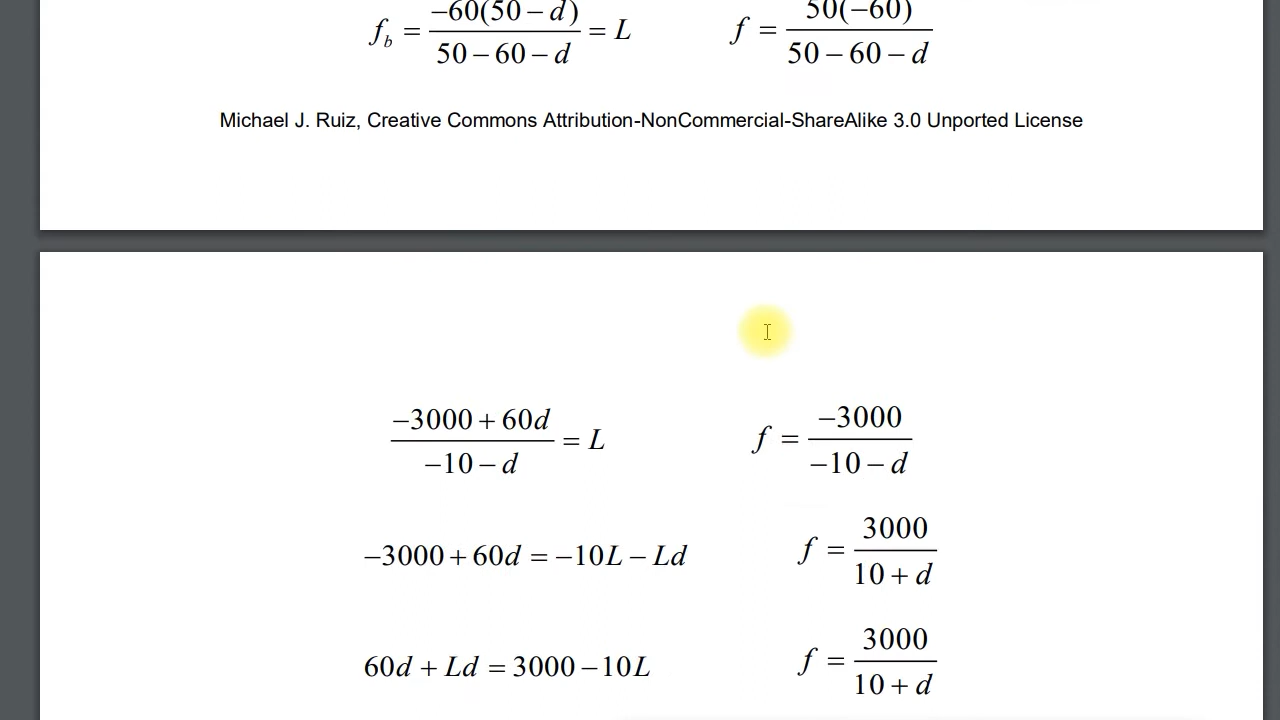 f_b = −60(50 − d) / 50 − 60 − d = L    f = 50(−60) / 50 − 60 − d
Michael J. Ruiz, Creative Commons Attribution-NonCommercial-ShareAlike 3.0 Unported License
−3000 + 60d / −10 − d = L    f = −3000 / −10 − d
−3000 + 60d = −10L − Ld    f = 3000 / 10 + d
60d + Ld = 3000 − 10L    f = 3000 / 10 + d